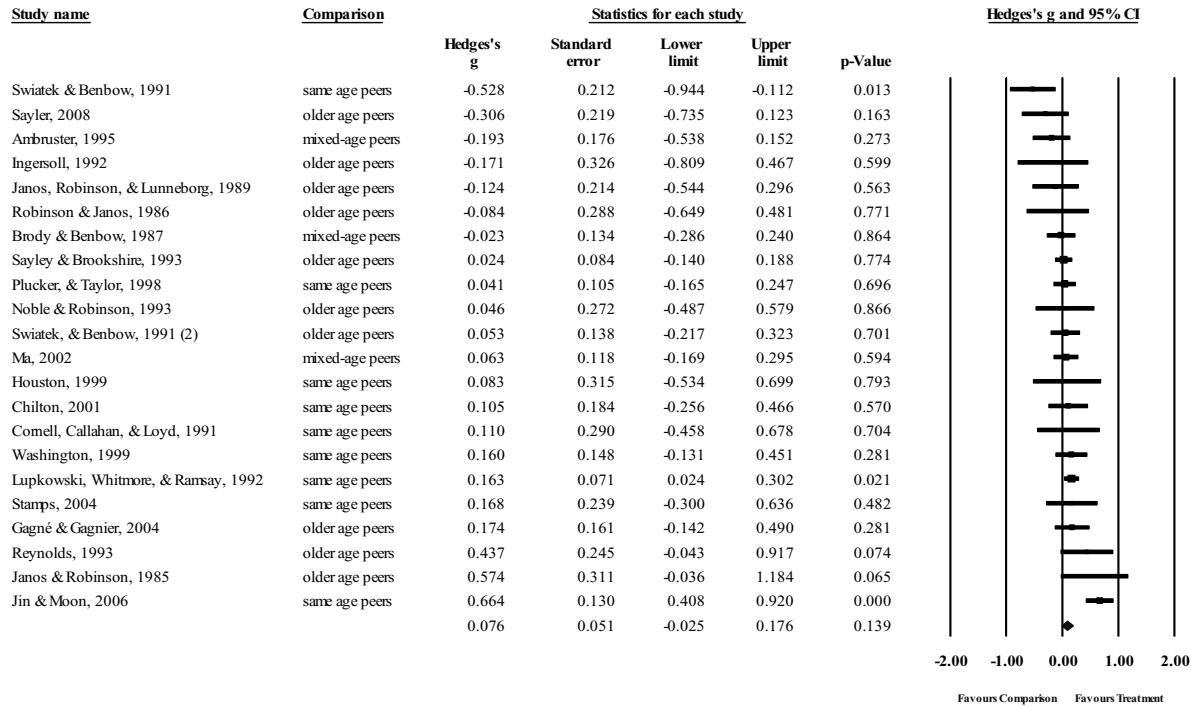 Study name Comparison Statistics for each study Hedges's g and 95% CI
Hedges's Standard Lower Upper
g error limit limit p-Value
Swiatek & Benbow, 1991 same age peers -0.528 0.212 -0.944 -0.112 0.013
Sayler, 2008 older age peers -0.306 0.219 -0.735 0.123 0.163
Ambruster, 1995 mixed-age peers -0.193 0.176 -0.538 0.152 0.273
Ingersoll, 1992 older age peers -0.171 0.326 -0.809 0.467 0.599
Janos, Robinson, & Lunneborg, 1989 older age peers -0.124 0.214 -0.544 0.296 0.563
Robinson & Janos, 1986 older age peers -0.084 0.288 -0.649 0.481 0.771
Brody & Benbow, 1987 mixed-age peers -0.023 0.134 -0.286 0.240 0.864
Sayley & Brookshire, 1993 older age peers 0.024 0.084 -0.140 0.188 0.774
Plucker, & Taylor, 1998 same age peers 0.041 0.105 -0.165 0.247 0.696
Noble & Robinson, 1993 older age peers 0.046 0.272 -0.487 0.579 0.866
Swiatek, & Benbow, 1991 (2) older age peers 0.053 0.138 -0.217 0.323 0.701
Ma, 2002 mixed-age peers 0.063 0.118 -0.169 0.295 0.594
Houston, 1999 same age peers 0.083 0.315 -0.534 0.699 0.793
Chilton, 2001 same age peers 0.105 0.184 -0.256 0.466 0.570
Cornell, Callahan, & Loyd, 1991 same age peers 0.110 0.290 -0.458 0.678 0.704
Washington, 1999 same age peers 0.160 0.148 -0.131 0.451 0.281
Lupkowski, Whitmore, & Ramsay, 1992 same age peers 0.163 0.071 0.024 0.302 0.021
Stamps, 2004 same age peers 0.168 0.239 -0.300 0.636 0.482
Gagné & Gagnier, 2004 older age peers 0.174 0.161 -0.142 0.490 0.281
Reynolds, 1993 older age peers 0.437 0.245 -0.043 0.917 0.074
Janos & Robinson, 1985 older age peers 0.574 0.311 -0.036 1.184 0.065
Jin & Moon, 2006 same age peers 0.664 0.130 0.408 0.920 0.000
0.076 0.051 -0.025 0.176 0.139
-2.00 -1.00 0.00 1.00 2.00
Favours Comparison Favours Treatment